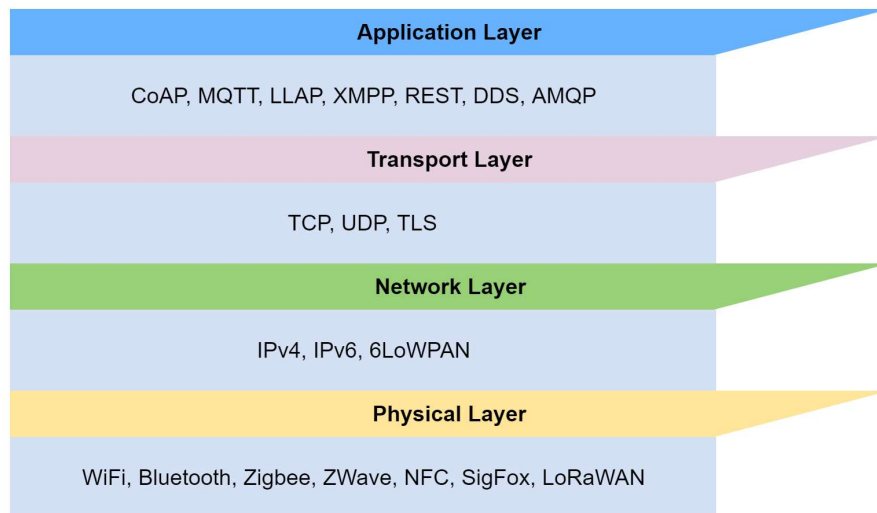 Application Layer
CoAP, MQTT, LLAP, XMPP, REST, DDS, AMQP
Transport Layer
TCP, UDP, TLS
Network Layer
IPv4, IPv6, 6LoWPAN
Physical Layer
WiFi, Bluetooth, Zigbee, ZWave, NFC, SigFox, LoRaWAN